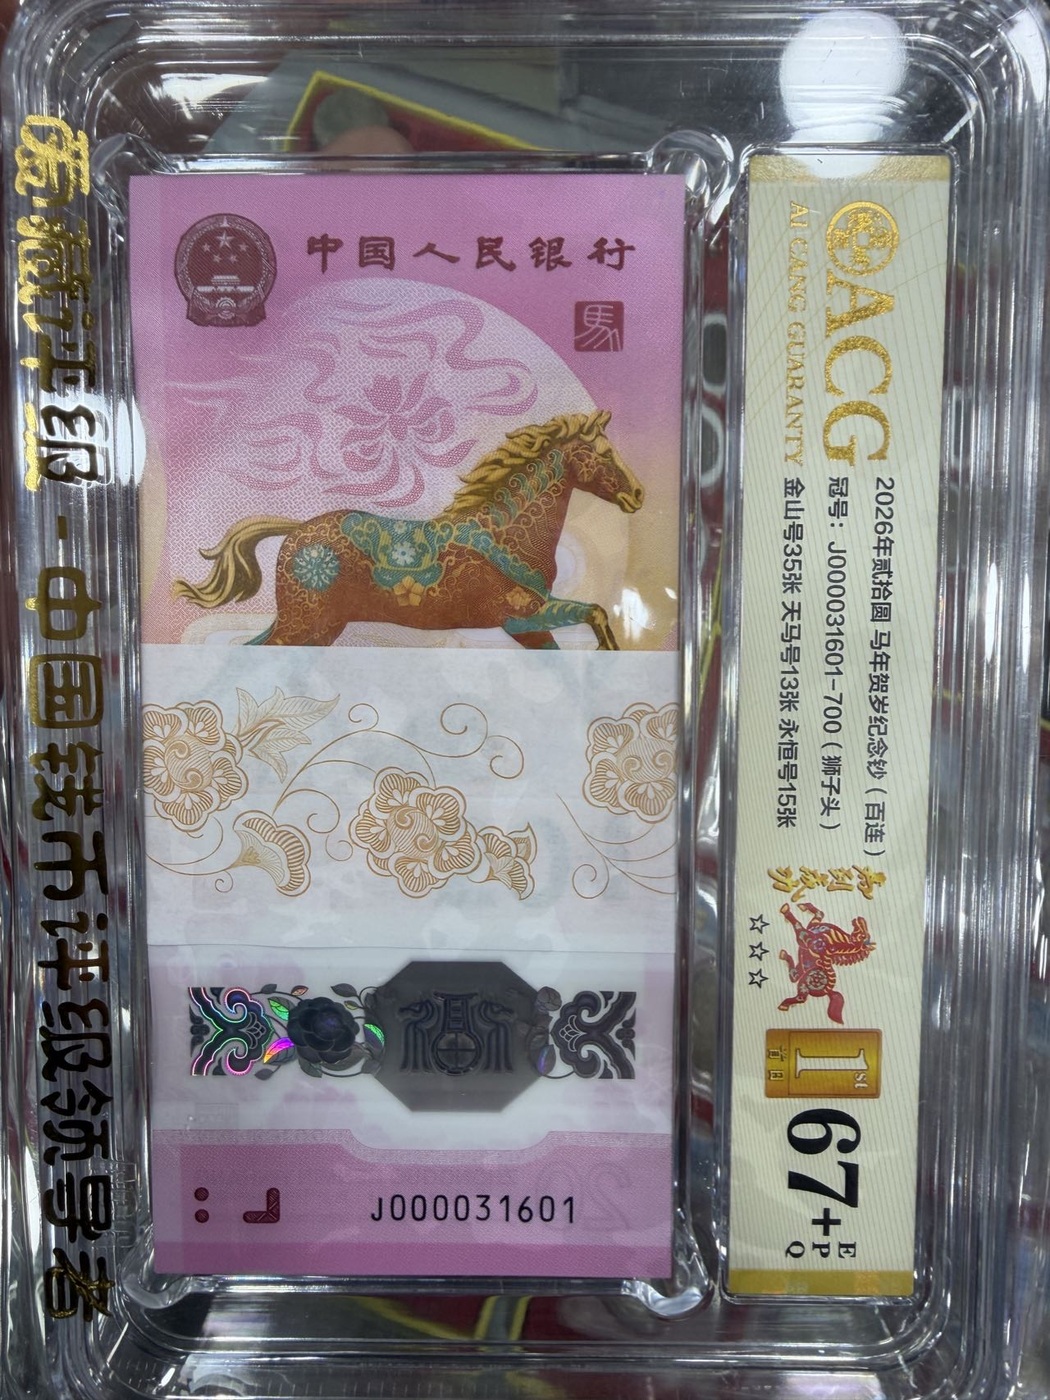 爱藏评级-中国钱币评级领导者
中国人民银行
馬
J000031601
ACG
AI CANG GUARANTY
2026年贰拾圆 马年贺岁纪念钞（百连）
冠号：J000031601-700（狮子头）
金山号35张 天马号13张 永恒号15张
☆☆☆
1st
67+
E
P
Q